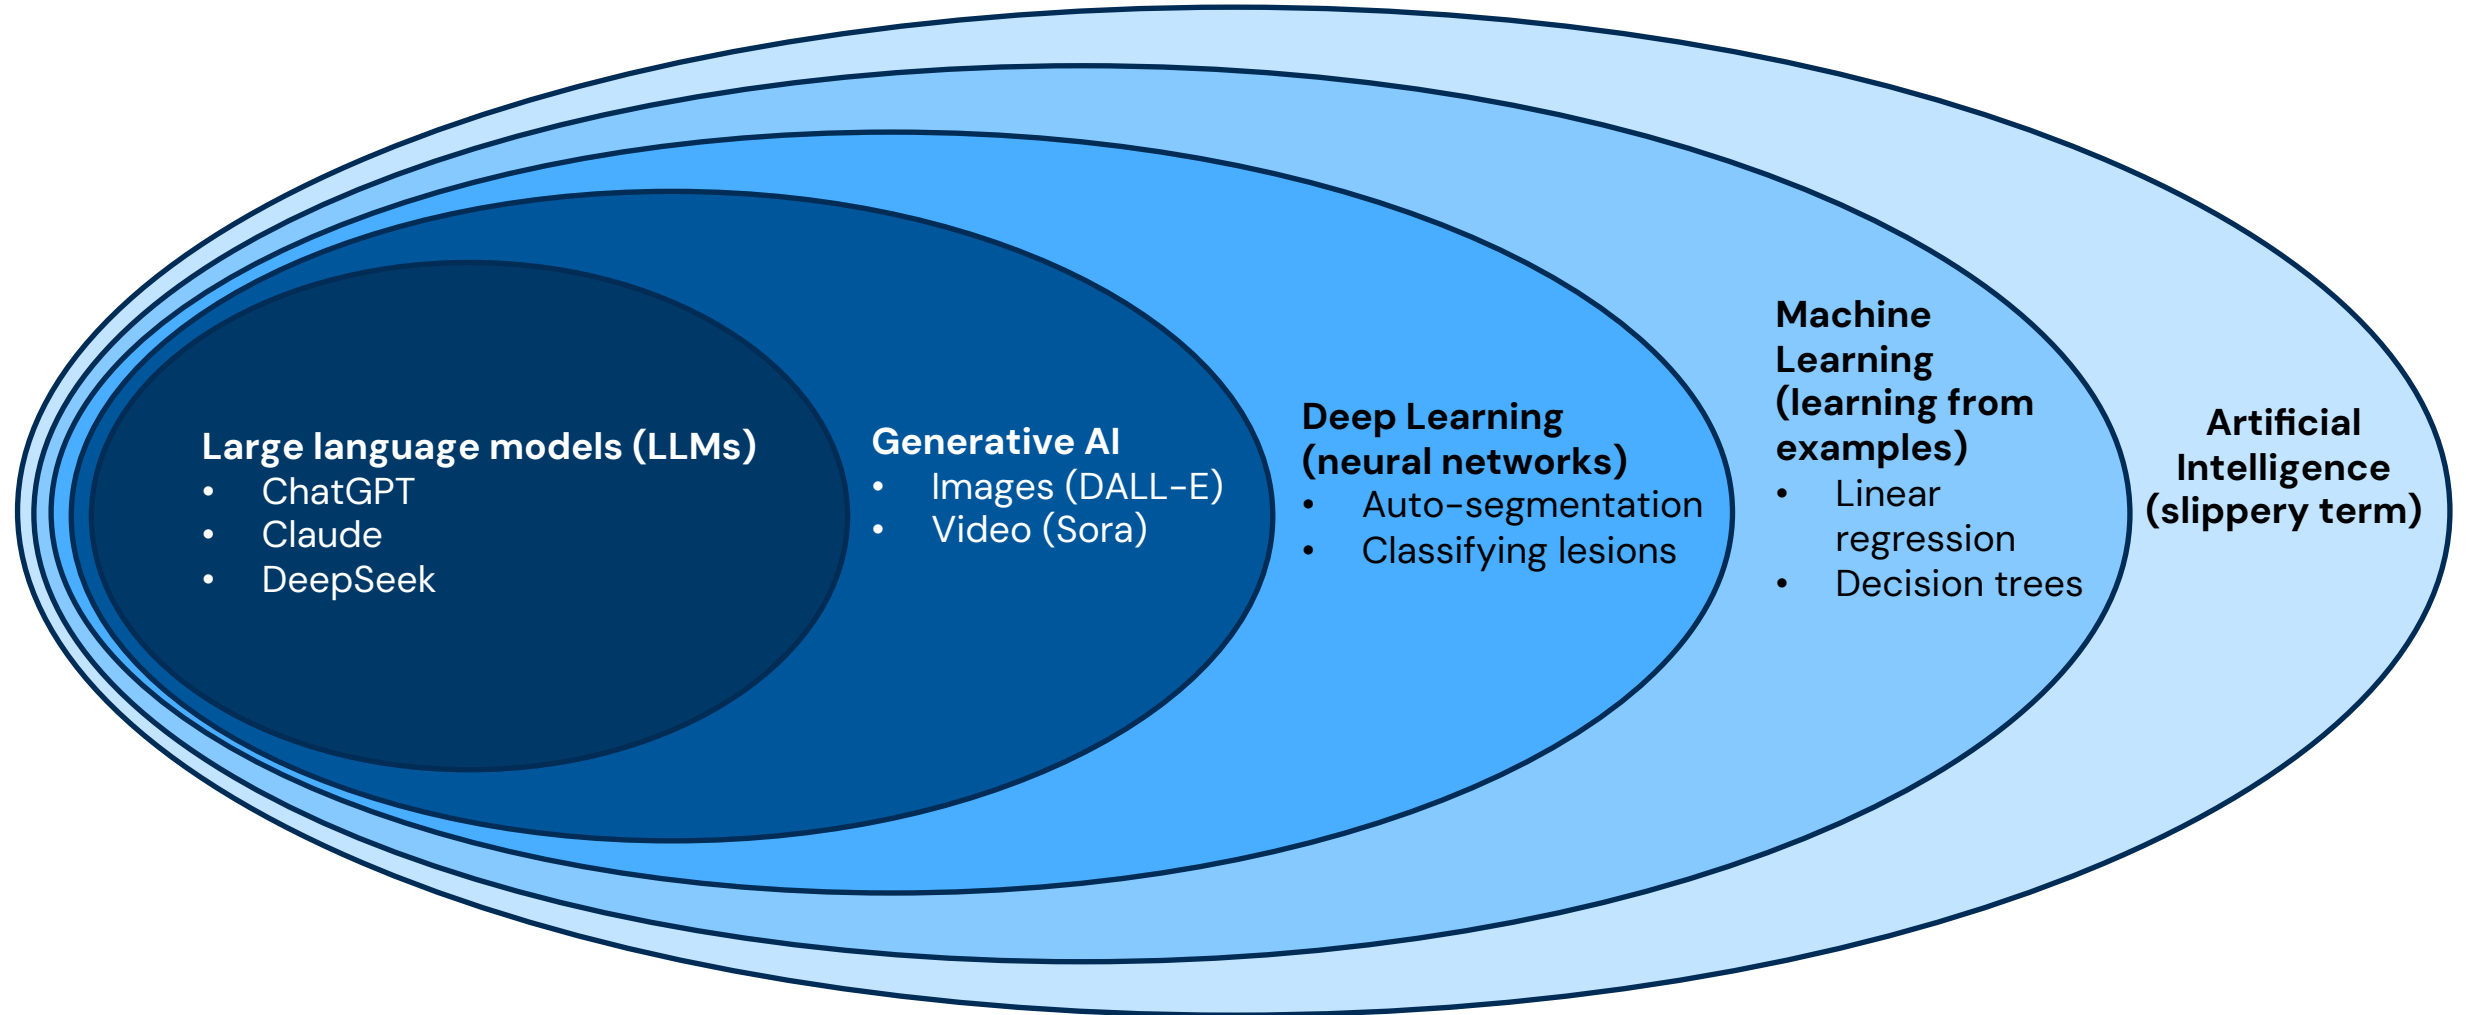 Large language models (LLMs)
• ChatGPT
• Claude
• DeepSeek
Generative AI
• Images (DALL-E)
• Video (Sora)
Deep Learning
(neural networks)
• Auto-segmentation
• Classifying lesions
Machine
Learning
(learning from
examples)
• Linear
regression
• Decision trees
Artificial
Intelligence
(slippery term)